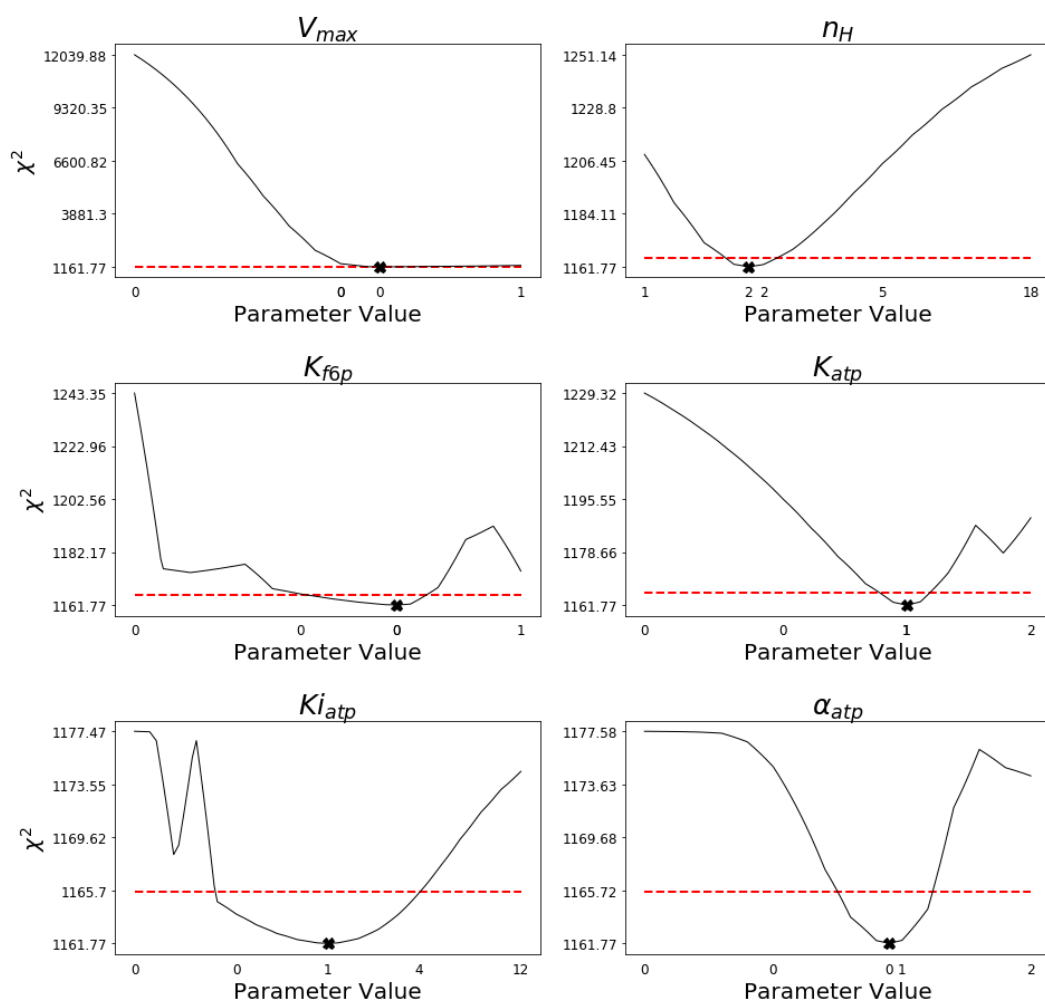 V_max
n_H
12039.88
9320.35
6600.82
3881.3
1161.77
χ²
0 0 0 1
Parameter Value
1251.14
1228.8
1206.45
1184.11
1161.77
1 2 2 5 18
Parameter Value
K_f6p
K_atp
1243.35
1222.96
1202.56
1182.17
1161.77
χ²
0 0 0 1
Parameter Value
1229.32
1212.43
1195.55
1178.66
1161.77
0 0 1 2
Parameter Value
Ki_atp
α_atp
1177.47
1173.55
1169.62
1165.7
1161.77
χ²
0 0 1 4 12
Parameter Value
1177.58
1173.63
1169.68
1165.72
1161.77
0 0 0 1 2
Parameter Value